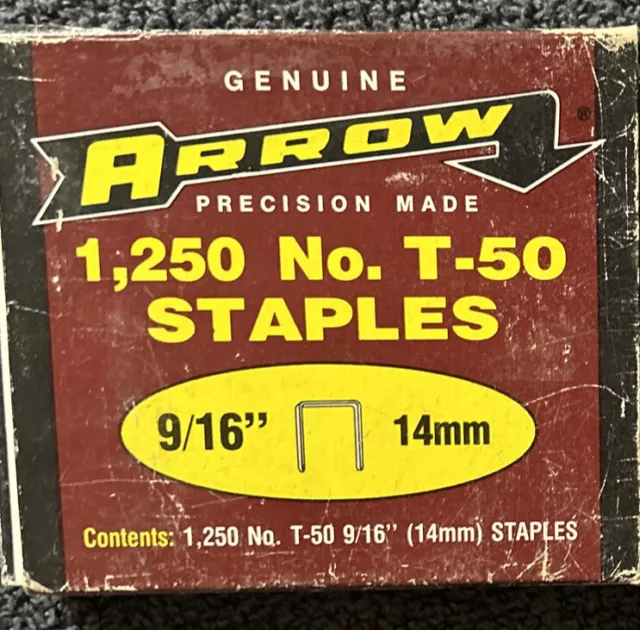 GENUINE
ARROW®
PRECISION MADE
1,250 No. T-50
STAPLES
9/16” 14mm
Contents: 1,250 No. T-50 9/16” (14mm) STAPLES